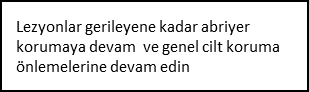 Lezyonlar gerileyene kadar abriyer
korumaya devam  ve genel cilt koruma
önlemelerine devam edin